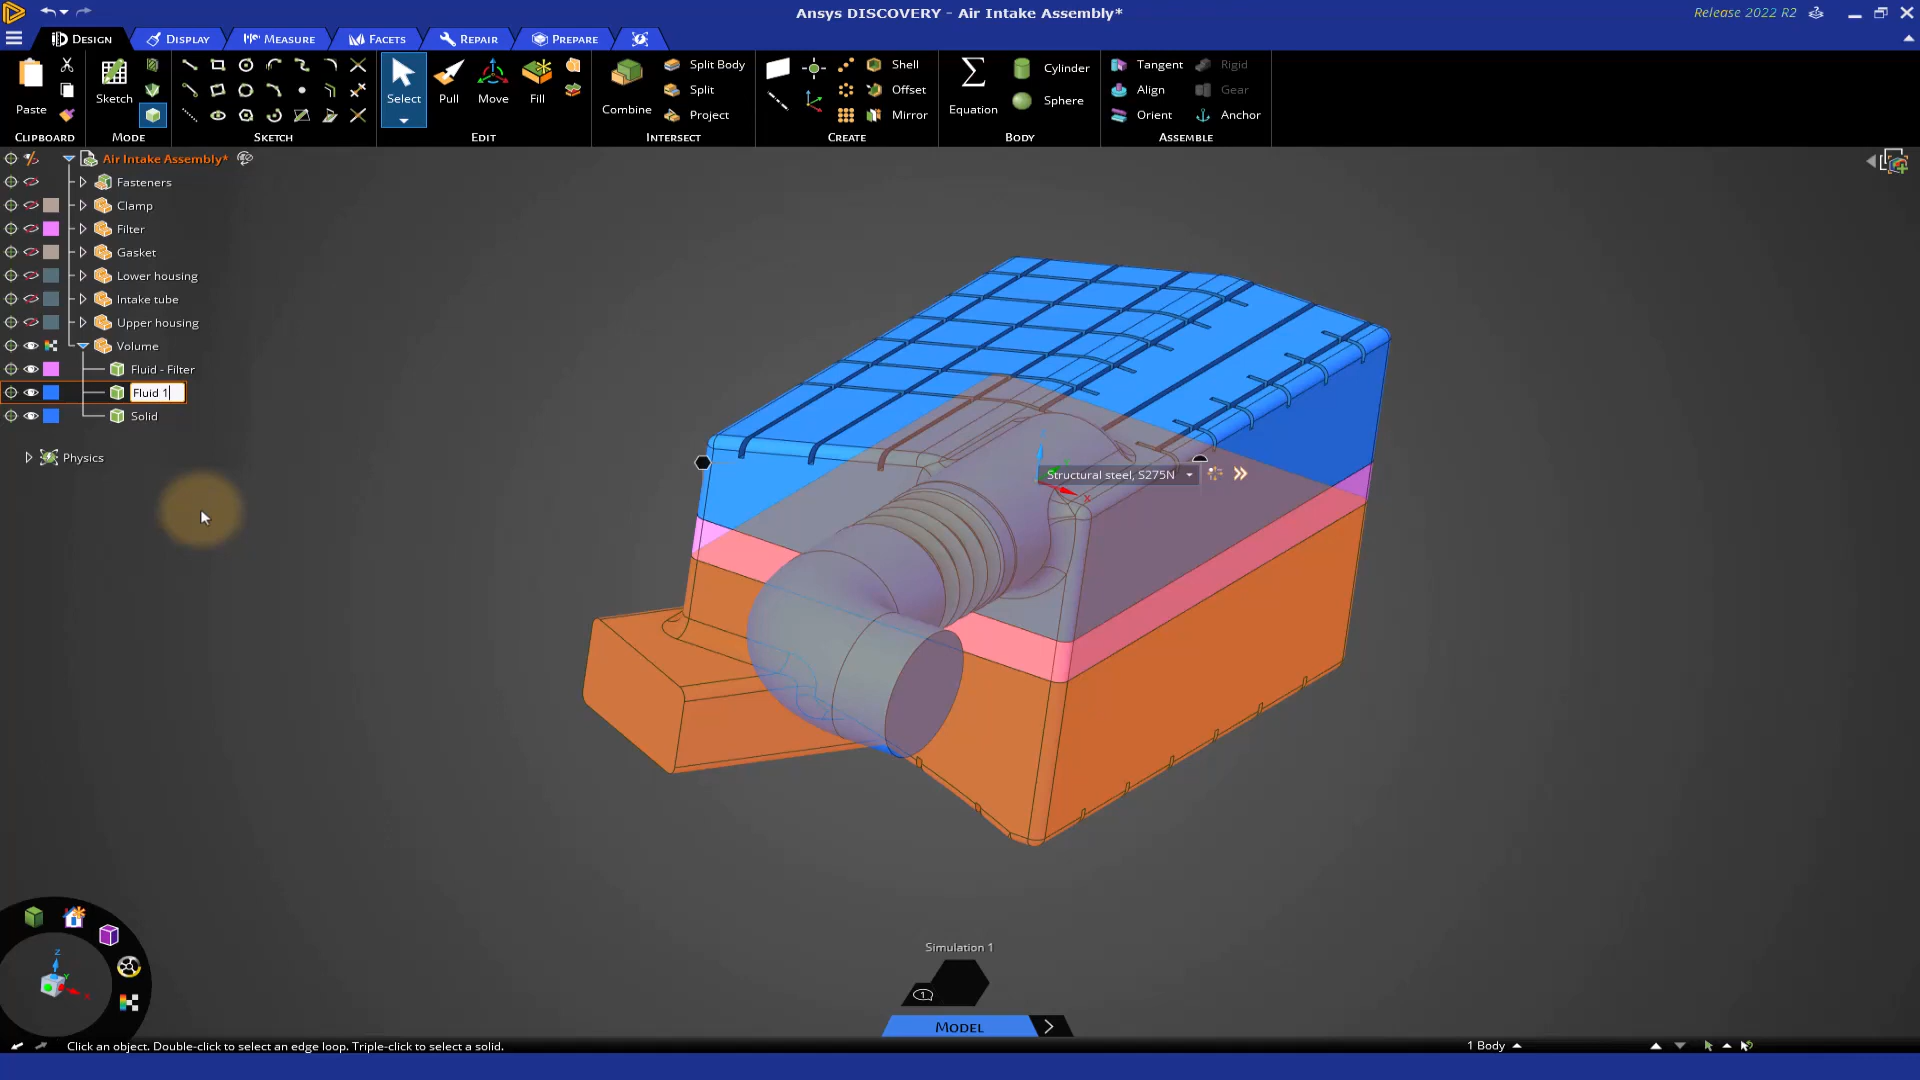 Ansys DISCOVERY - Air Intake Assembly*
Release 2022 R2
DESIGN
DISPLAY
MEASURE
FACETS
REPAIR
PREPARE
Paste
CLIPBOARD
Sketch
MODE
SKETCH
Select
Pull
Move
Fill
EDIT
Combine
Split Body
Split
Project
INTERSECT
Shell
Offset
Mirror
CREATE
Equation
Cylinder
Sphere
BODY
Tangent
Align
Orient
Rigid
Gear
Anchor
ASSEMBLE
Air Intake Assembly*
Fasteners
Clamp
Filter
Gasket
Lower housing
Intake tube
Upper housing
Volume
Fluid - Filter
Fluid 1
Solid
Physics
Structural steel, S275N
X
Z
Y
X
Simulation 1
1
MODEL
Click an object. Double-click to select an edge loop. Triple-click to select a solid.
1 Body